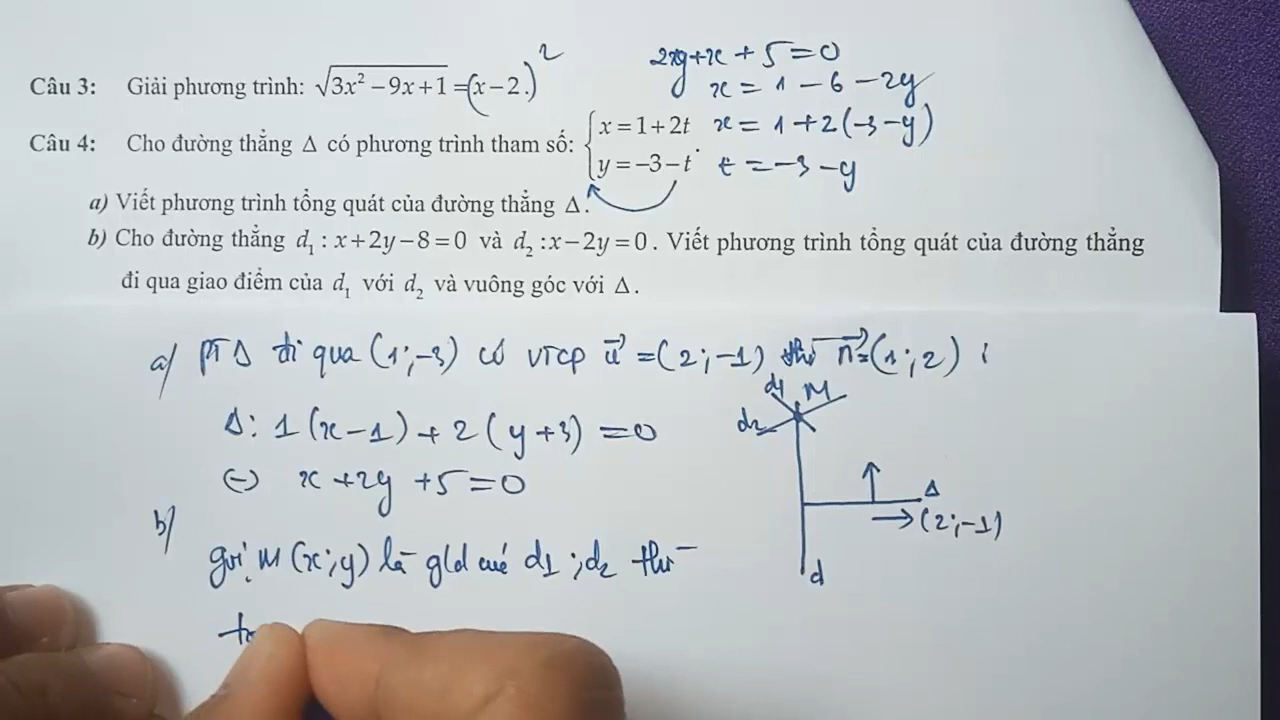 Câu 3: Giải phương trình: √3x² − 9x + 1 = (x − 2.)²
2y + x + 5 = 0
x = 1 − 6 − 2y
Câu 4: Cho đường thẳng Δ có phương trình tham số: { x = 1 + 2t y = −3 − t .
x = 1 + 2(−3 − y)
t = −3 − y
a) Viết phương trình tổng quát của đường thẳng Δ.
b) Cho đường thẳng d₁ : x + 2y − 8 = 0 và d₂ : x − 2y = 0. Viết phương trình tổng quát của đường thẳng
đi qua giao điểm của d₁ với d₂ và vuông góc với Δ.
a/ PT Δ đi qua (1; −3) có VTCP u⃗ = (2; −1) thì n⃗ = (1; 2) :
Δ: 1(x − 1) + 2(y + 3) = 0
(−) x + 2y + 5 = 0
b/
gọi M(x; y) là gđ của d1 ; d2 thì
d1 M
d2
Δ
(2; −1)
d